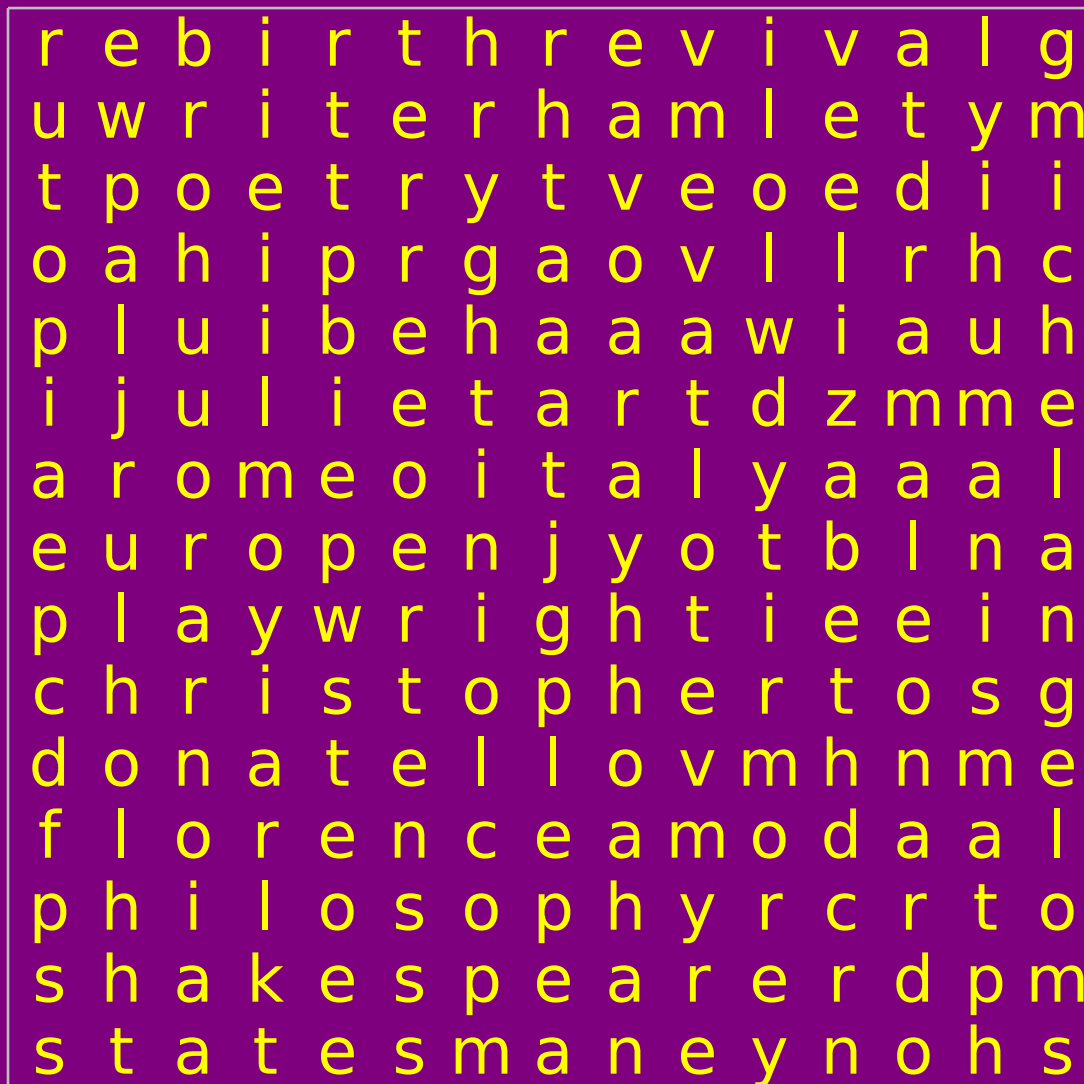 r e b i r t h r e v i v a l g
u w r i t e r h a m l e t y m
t p o e t r y t v e o e d i i
o a h i p r g a o v l l r h c
p l u i b e h a a a w i a u h
i j u l i e t a r t d z m m e
a r o m e o i t a l y a a a l
e u r o p e n j y o t b l n a
p l a y w r i g h t i e e i n
c h r i s t o p h e r t o s g
d o n a t e l l o v m h n m e
f l o r e n c e a m o d a a l
p h i l o s o p h y r c r t o
s h a k e s p e a r e r d p m
s t a t e s m a n e y n o h s